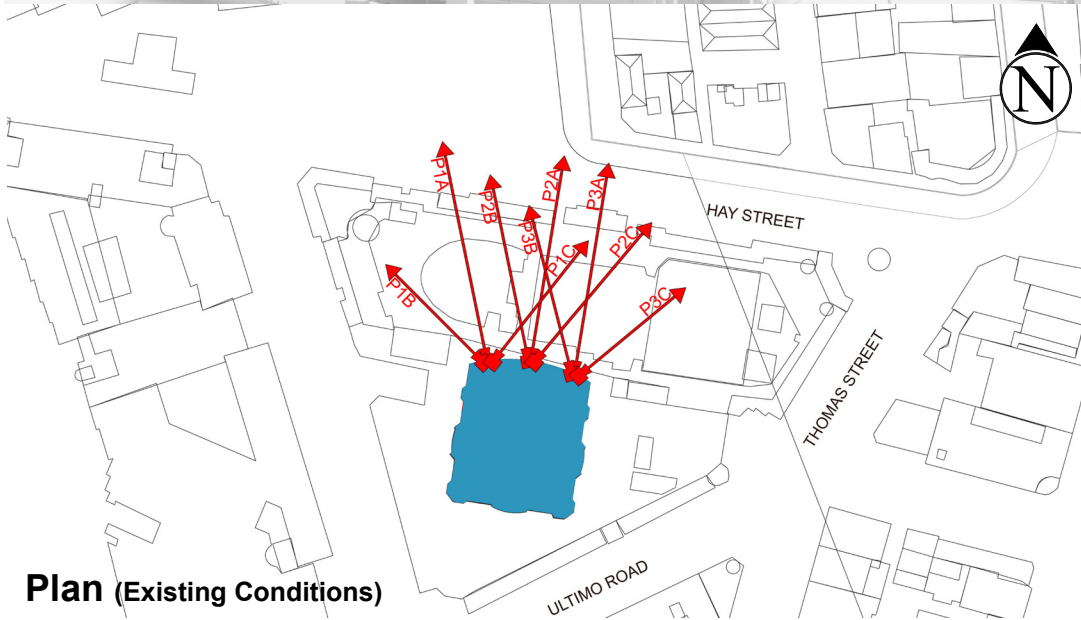 N
P1A
P2B
P2A
P3A
P3B
P1C
P2C
P1B
P3C
HAY STREET
THOMAS STREET
ULTIMO ROAD
Plan (Existing Conditions)